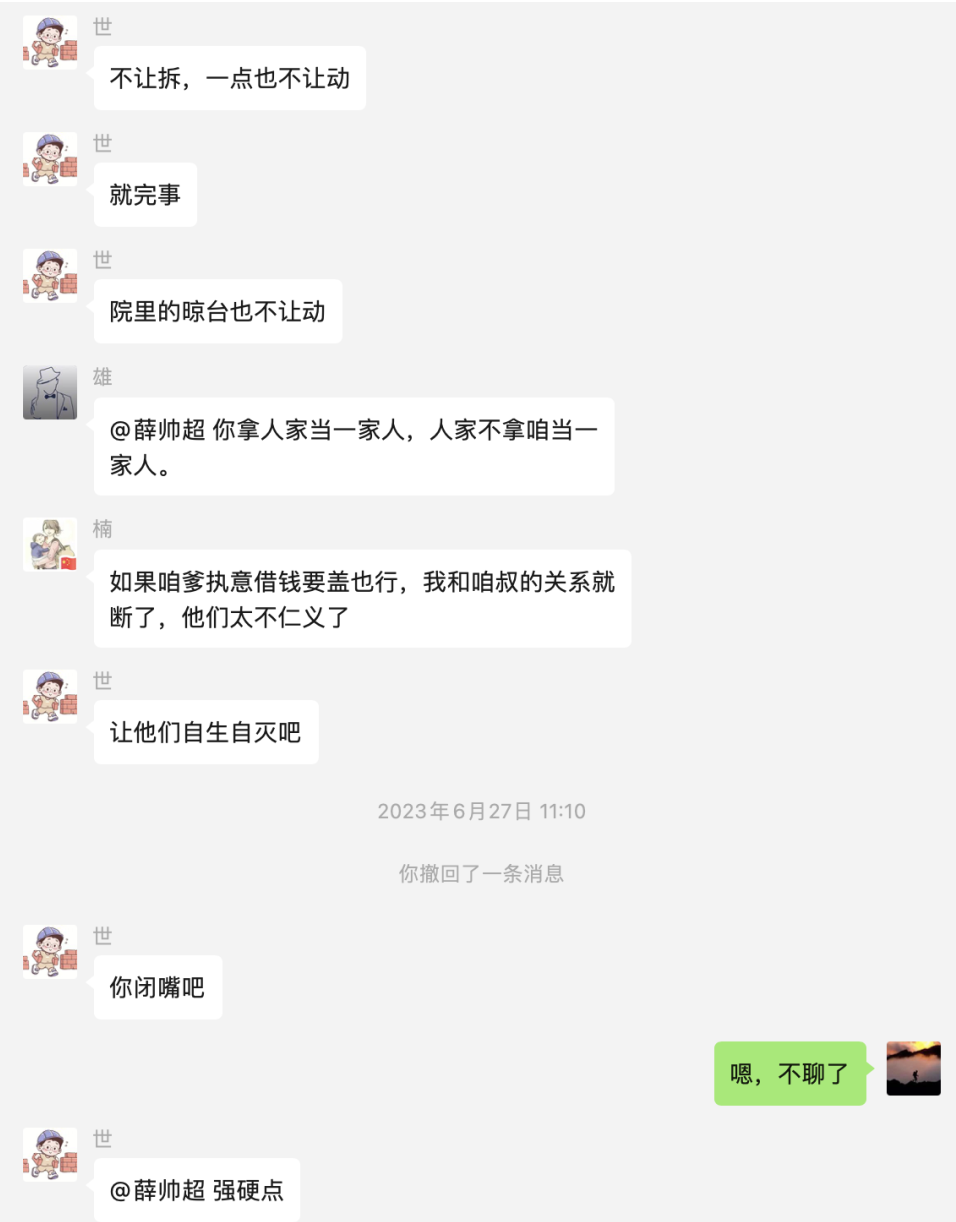 世
不让拆，一点也不让动
世
就完事
世
院里的晾台也不让动
雄
@薛帅超 你拿人家当一家人，人家不拿咱当一
家人。
楠
如果咱爹执意借钱要盖也行，我和咱叔的关系就
断了，他们太不仁义了
世
让他们自生自灭吧
2023年6月27日 11:10
你撤回了一条消息
世
你闭嘴吧
嗯，不聊了
世
@薛帅超 强硬点